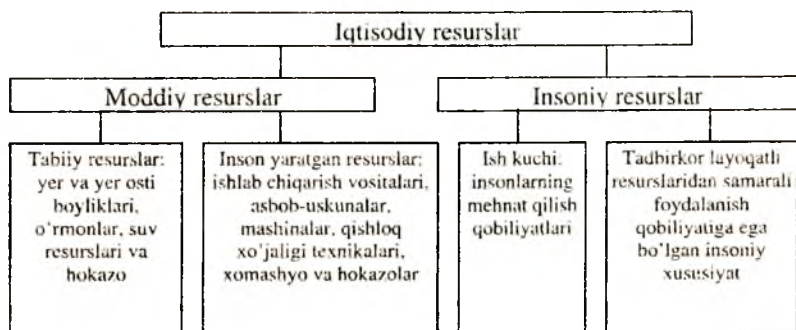 Iqtisodiy resurslar
Moddiy resurslar
Insoniy resurslar
Tabiiy resurslar:
yer va yer osti
boyliklari,
o’rmonlar, suv
resurslari va
hokazo
Inson yaratgan resurslar:
ishlab chiqarish vositalari,
asbob-uskunalar,
mashinalar, qishloq
xo’jaligi texnikalari,
xomashyo va hokazolar
Ish kuchi:
insonlarning
mehnat qilish
qobiliyatlari
Tadbirkor layoqatli
resurslaridan samarali
foydalanish
qobiliyatiga ega
bo’lgan insoniy
xususiyat